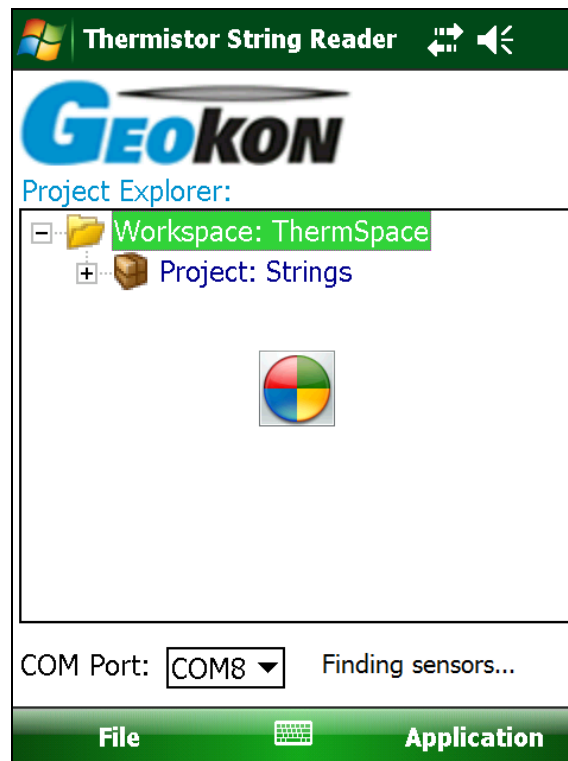 Thermistor String Reader
GEOKON
Project Explorer:
Workspace: ThermSpace
Project: Strings
COM Port: COM8 Finding sensors...
File Application